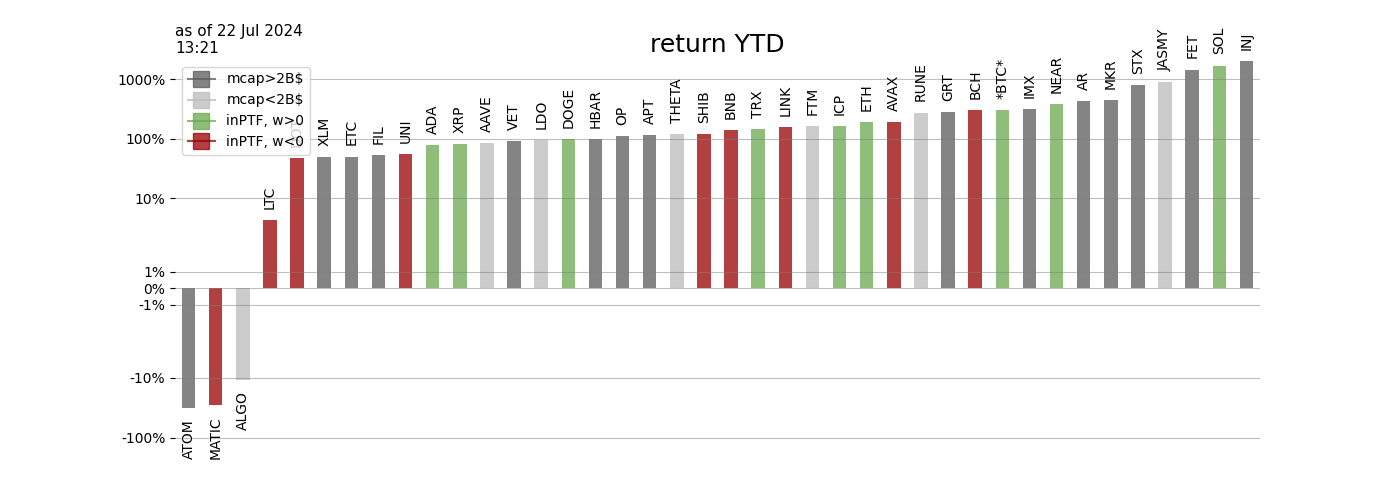 as of 22 Jul 2024
13:21
return YTD
mcap>2B$
mcap<2B$
inPTF, w>0
inPTF, w<0
1000%
100%
10%
1%
0%
-1%
-10%
-100%
ATOM
MATIC
ALGO
LTC
XLM
ETC
FIL
UNI
ADA
XRP
AAVE
VET
LDO
DOGE
HBAR
OP
APT
THETA
SHIB
BNB
TRX
LINK
FTM
ICP
ETH
AVAX
RUNE
GRT
BCH
*BTC*
IMX
NEAR
AR
MKR
STX
JASMY
FET
SOL
INJ